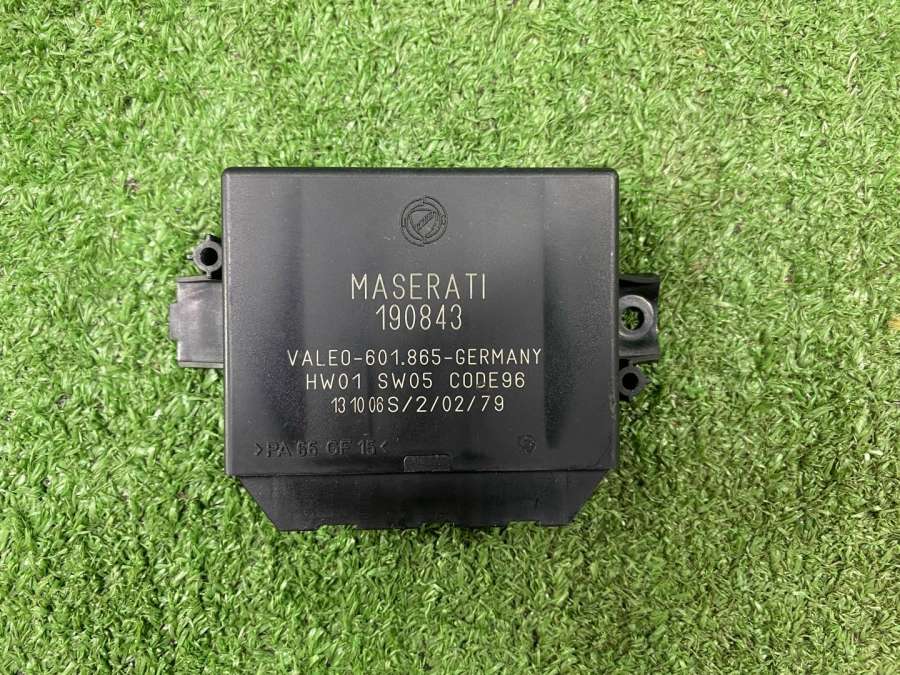 MASERATI
190843
VALEO-601.865-GERMANY
HW01 SW05 CODE96
13 10 06 S/2/02/79
>PA 66 GF 15<